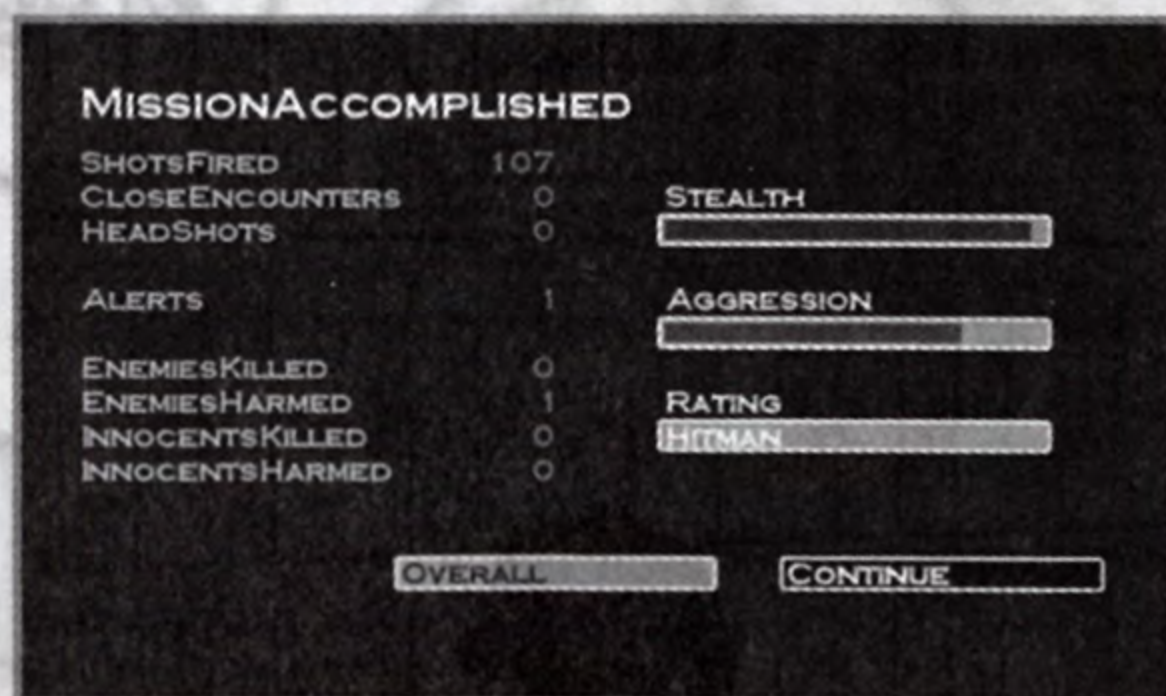 MissionAccomplished
ShotsFired 107
CloseEncounters 0
HeadShots 0
Alerts 1
EnemiesKilled 0
EnemiesHarmed 1
InnocentsKilled 0
InnocentsHarmed 0
Stealth
Aggression
Rating
Hitman
Overall
Continue